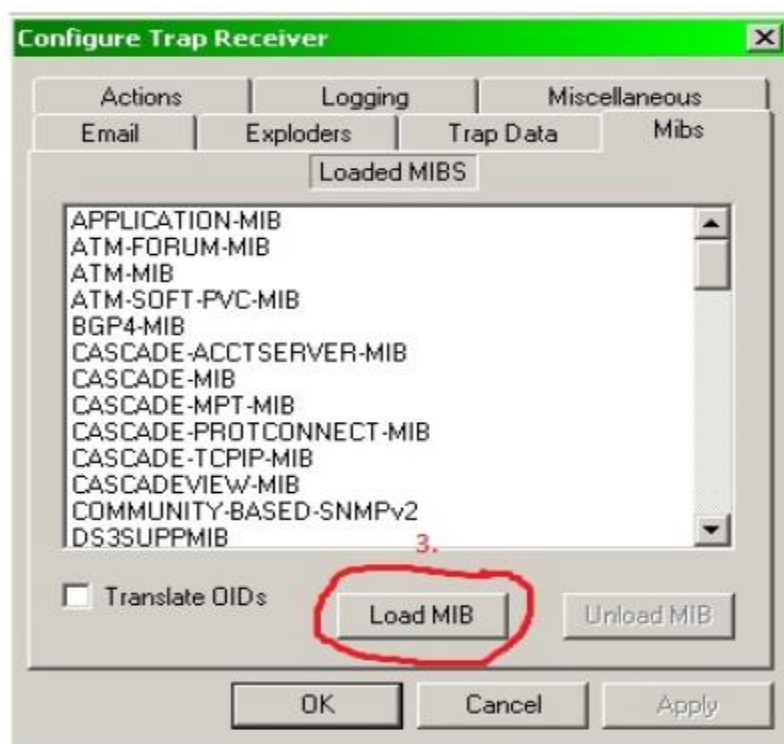 Configure Trap Receiver
Actions Logging Miscellaneous
Email Exploders Trap Data Mibs
Loaded MIBS
APPLICATION-MIB
ATM-FORUM-MIB
ATM-MIB
ATM-SOFT-PVC-MIB
BGP4-MIB
CASCADE-ACCTSERVER-MIB
CASCADE-MIB
CASCADE-MPT-MIB
CASCADE-PROTCONNECT-MIB
CASCADE-TCPIP-MIB
CASCADEVIEW-MIB
COMMUNITY-BASED-SNMPv2
DS3SUPPMIB
3.
Translate OIDs Load MIB Unload MIB
OK Cancel Apply